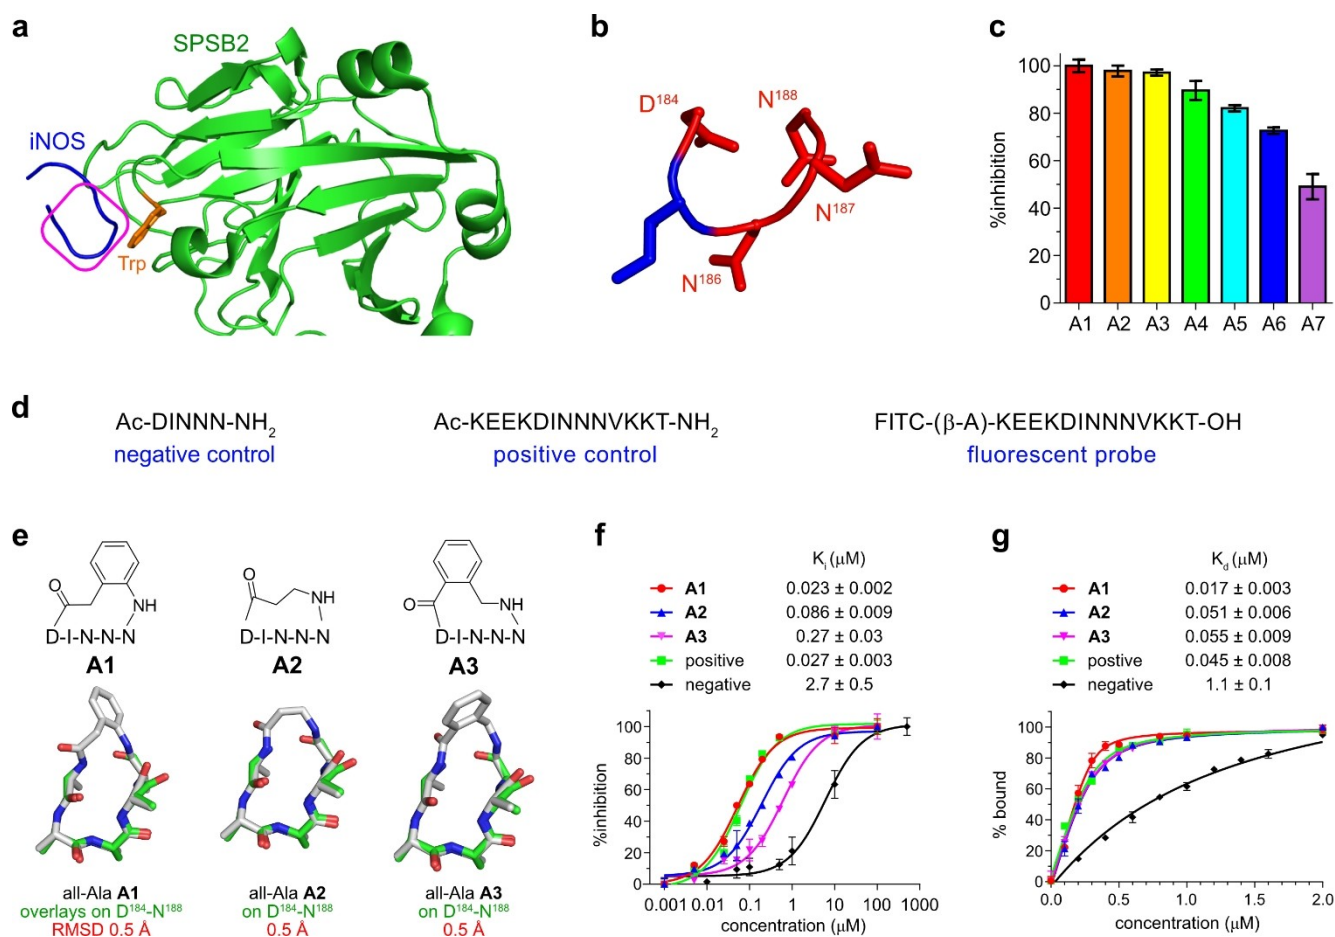 a
SPSB2
iNOS
Trp
b
D184
N188
N187
N186
c
%inhibition
100
80
60
40
20
0
A1 A2 A3 A4 A5 A6 A7
d
Ac-DINNN-NH2
negative control
Ac-KEEKDINNNVKKT-NH2
positive control
FITC-(β-A)-KEEKDINNNVKKT-OH
fluorescent probe
e
O
NH
D-I-N-N-N
A1
O
NH
D-I-N-N-N
A2
O
NH
D-I-N-N-N
A3
all-Ala A1
overlays on D184-N188
RMSD 0.5 Å
all-Ala A2
on D184-N188
0.5 Å
all-Ala A3
on D184-N188
0.5 Å
f
Ki (µM)
A1 0.023 ± 0.002
A2 0.086 ± 0.009
A3 0.27 ± 0.03
positive 0.027 ± 0.003
negative 2.7 ± 0.5
%inhibition
100
80
60
40
20
0
0.001 0.01 0.1 1 10 100 1000
concentration (µM)
g
Kd (µM)
A1 0.017 ± 0.003
A2 0.051 ± 0.006
A3 0.055 ± 0.009
postive 0.045 ± 0.008
negative 1.1 ± 0.1
% bound
100
80
60
40
20
0
0.0 0.5 1.0 1.5 2.0
concentration (µM)